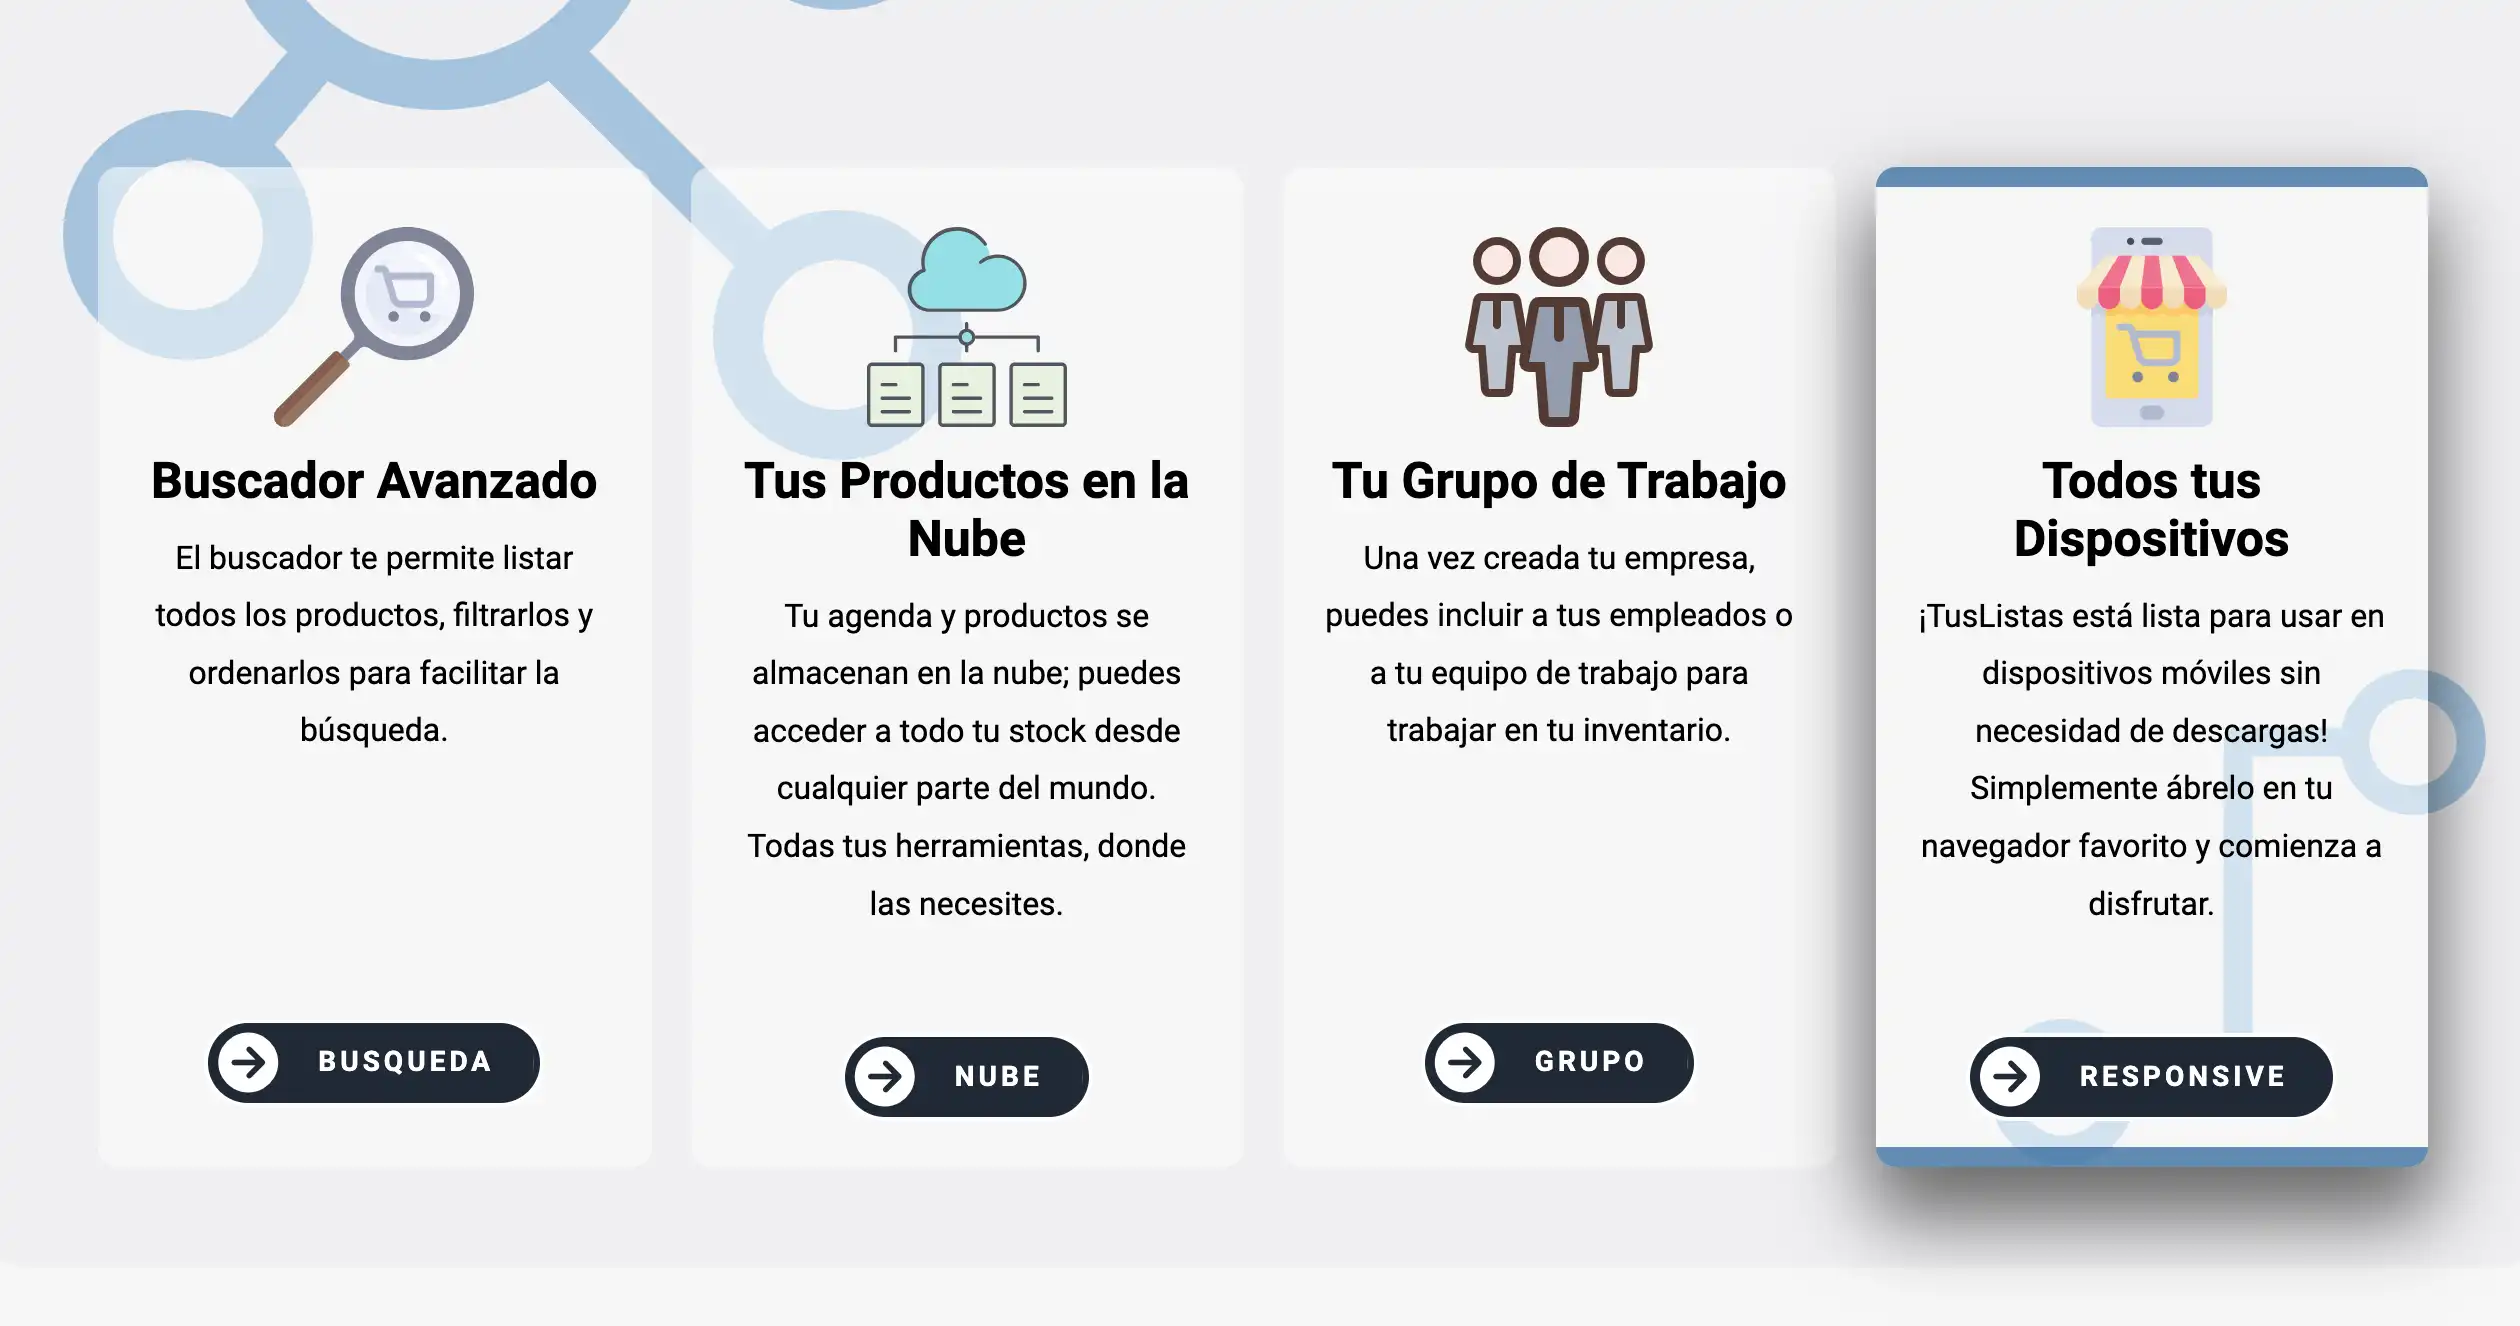 Buscador Avanzado
El buscador te permite listar
todos los productos, filtrarlos y
ordenarlos para facilitar la
búsqueda.
BUSQUEDA
Tus Productos en la
Nube
Tu agenda y productos se
almacenan en la nube; puedes
acceder a todo tu stock desde
cualquier parte del mundo.
Todas tus herramientas, donde
las necesites.
NUBE
Tu Grupo de Trabajo
Una vez creada tu empresa,
puedes incluir a tus empleados o
a tu equipo de trabajo para
trabajar en tu inventario.
GRUPO
Todos tus
Dispositivos
¡TusListas está lista para usar en
dispositivos móviles sin
necesidad de descargas!
Simplemente ábrelo en tu
navegador favorito y comienza a
disfrutar.
RESPONSIVE